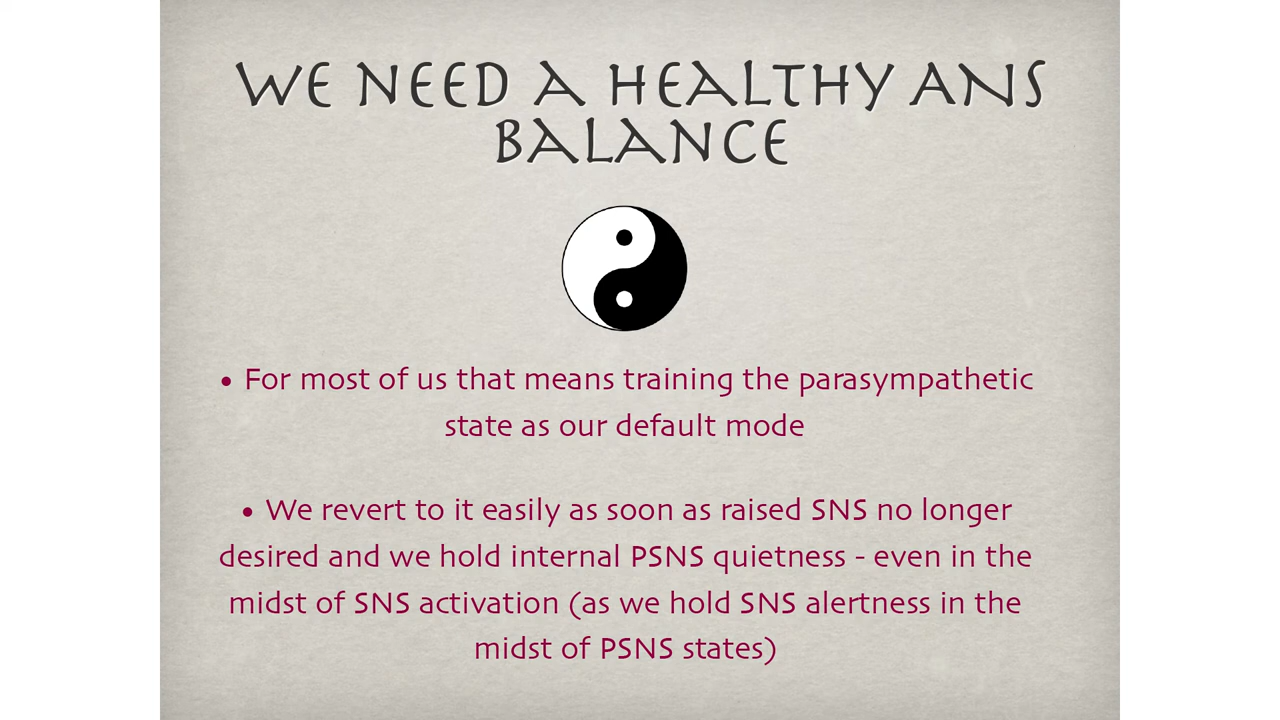 WE NEED A HEALTHY ANS
BALANCE
• For most of us that means training the parasympathetic
state as our default mode
• We revert to it easily as soon as raised SNS no longer
desired and we hold internal PSNS quietness - even in the
midst of SNS activation (as we hold SNS alertness in the
midst of PSNS states)